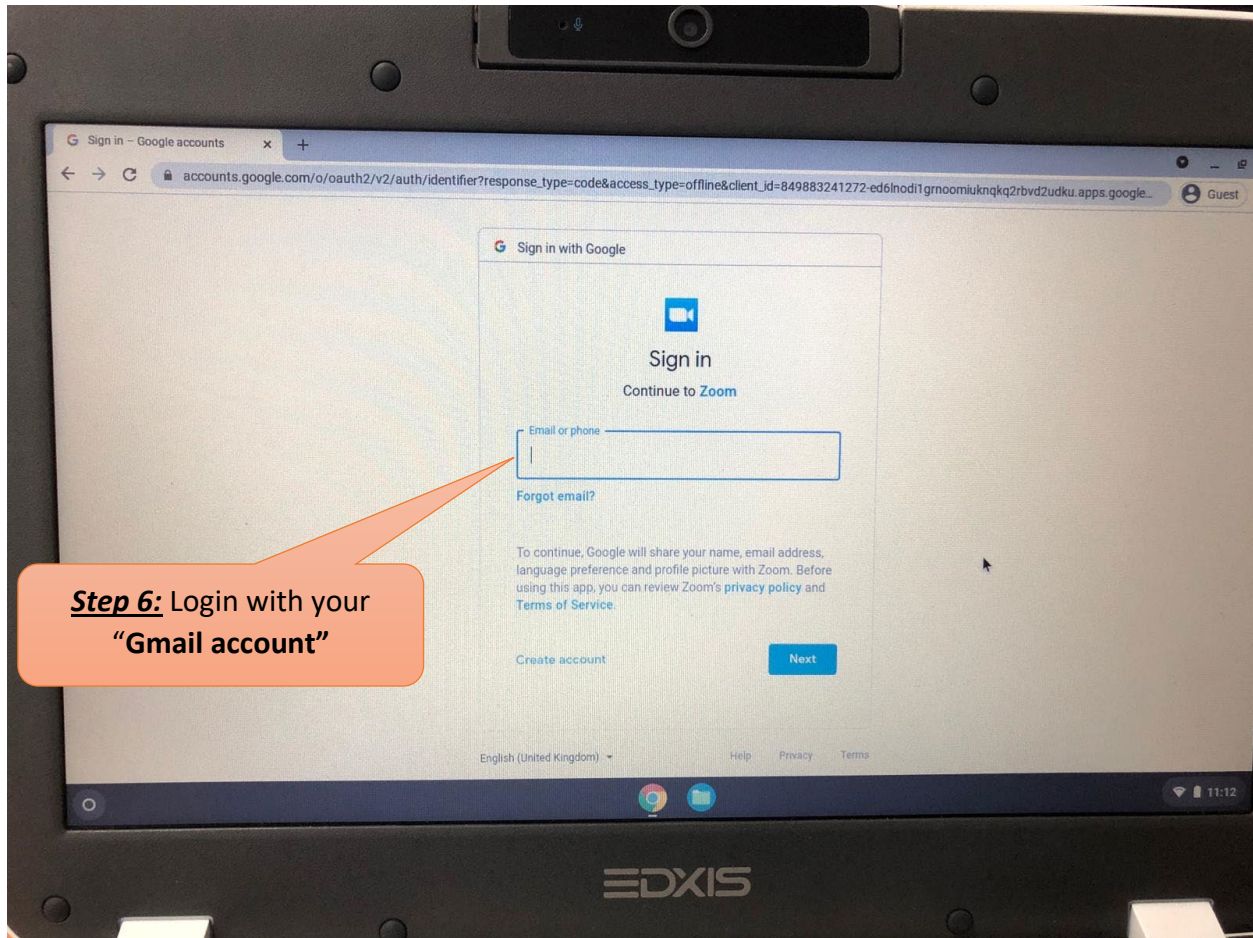 Sign in – Google accounts
accounts.google.com/o/oauth2/v2/auth/identifier?response_type=code&access_type=offline&client_id=849883241272-ed6lnodi1grnoomiuknqkq2rbvd2udku.apps.google...
Guest
Sign in with Google
Sign in
Continue to Zoom
Email or phone
Forgot email?
To continue, Google will share your name, email address,
language preference and profile picture with Zoom. Before
using this app, you can review Zoom's privacy policy and
Terms of Service.
Step 6: Login with your
“Gmail account”
Create account
Next
English (United Kingdom)
Help Privacy Terms
11:12
EDXIS